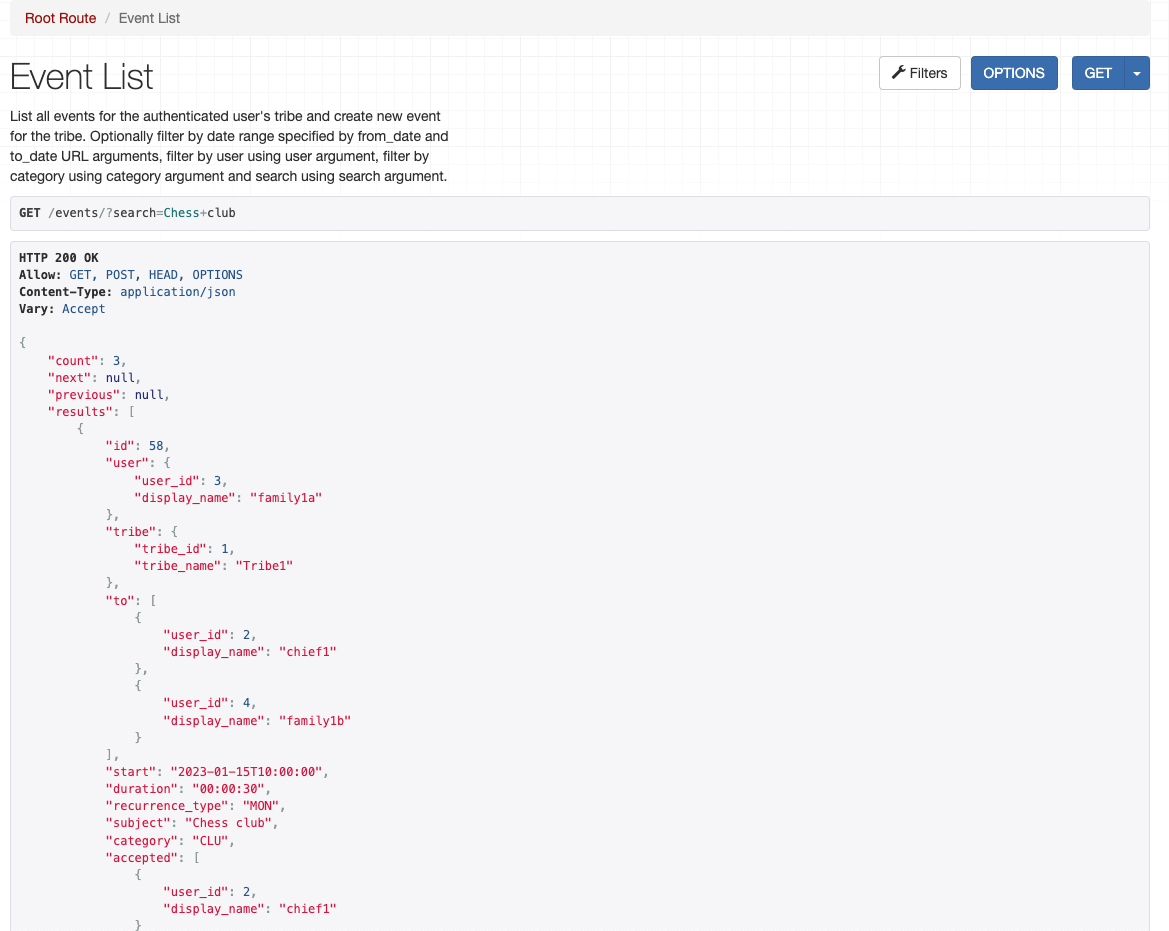 Root Route / Event List
Event List
Filters
OPTIONS
GET
List all events for the authenticated user's tribe and create new event
for the tribe. Optionally filter by date range specified by from_date and
to_date URL arguments, filter by user using user argument, filter by
category using category argument and search using search argument.
GET /events/?search=Chess+club
HTTP 200 OK
Allow: GET, POST, HEAD, OPTIONS
Content-Type: application/json
Vary: Accept
{
    "count": 3,
    "next": null,
    "previous": null,
    "results": [
        {
            "id": 58,
            "user": {
                "user_id": 3,
                "display_name": "family1a"
            },
            "tribe": {
                "tribe_id": 1,
                "tribe_name": "Tribe1"
            },
            "to": [
                {
                    "user_id": 2,
                    "display_name": "chief1"
                },
                {
                    "user_id": 4,
                    "display_name": "family1b"
                }
            ],
            "start": "2023-01-15T10:00:00",
            "duration": "00:00:30",
            "recurrence_type": "MON",
            "subject": "Chess club",
            "category": "CLU",
            "accepted": [
                {
                    "user_id": 2,
                    "display_name": "chief1"
                }